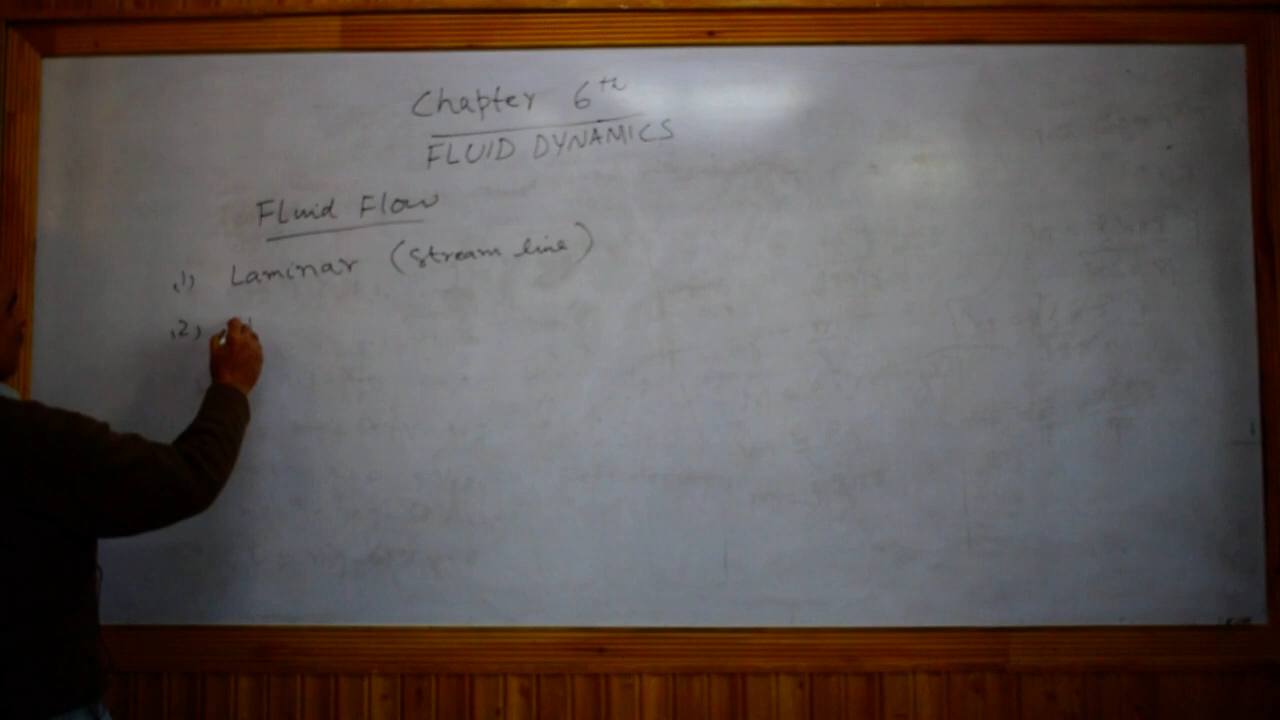 Chapter 6th
FLUID DYNAMICS
Fluid Flow
1) Laminar (Stream line)
2)